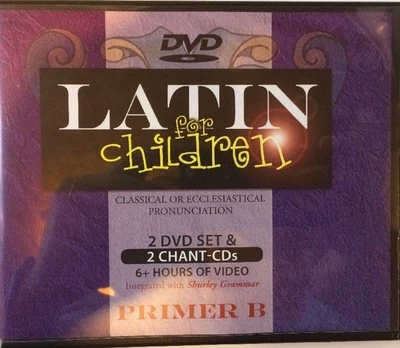 DVD
LATIN
for
children
CLASSICAL OR ECCLESIASTICAL
PRONUNCIATION
2 DVD SET &
2 CHANT-CDs
6+ HOURS OF VIDEO
Integrated with Shurley Grammar
PRIMER B